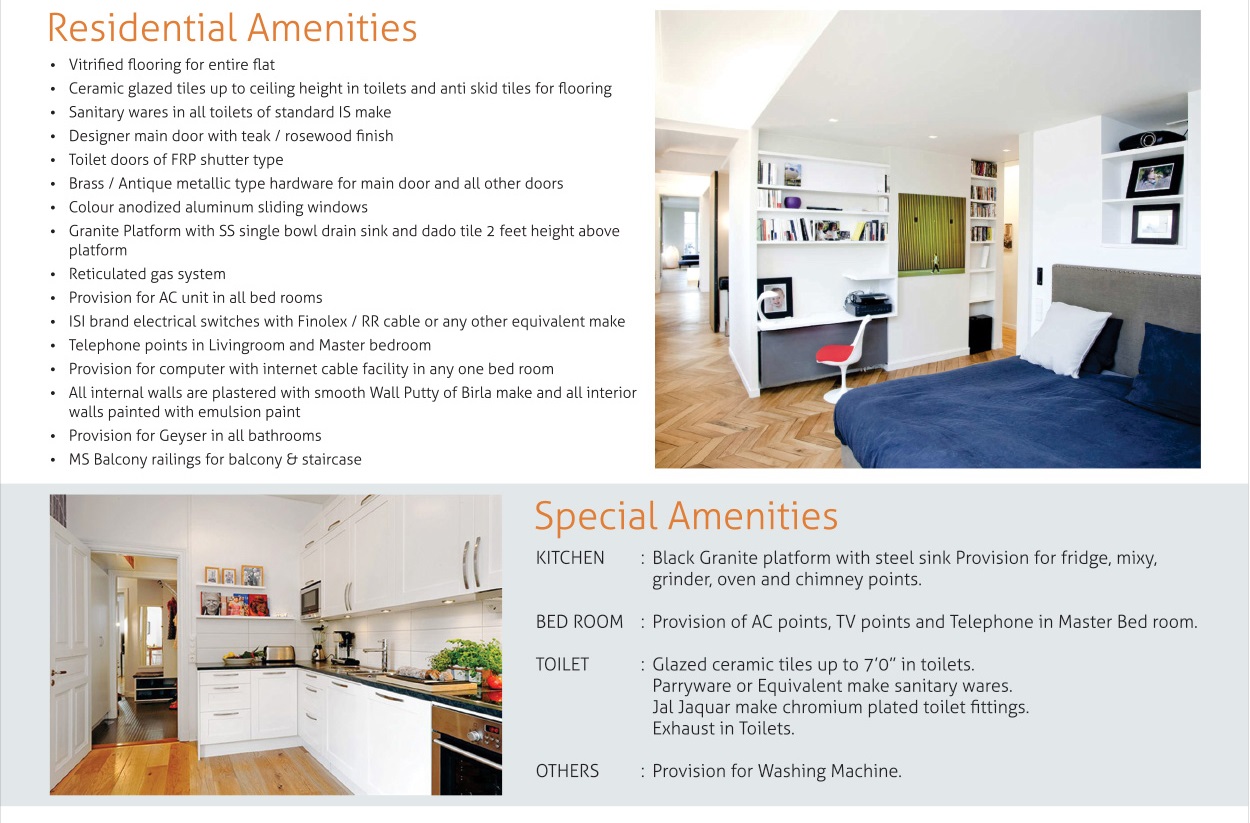 Residential Amenities
• Vitrified flooring for entire flat
• Ceramic glazed tiles up to ceiling height in toilets and anti skid tiles for flooring
• Sanitary wares in all toilets of standard IS make
• Designer main door with teak / rosewood finish
• Toilet doors of FRP shutter type
• Brass / Antique metallic type hardware for main door and all other doors
• Colour anodized aluminum sliding windows
• Granite Platform with SS single bowl drain sink and dado tile 2 feet height above
platform
• Reticulated gas system
• Provision for AC unit in all bed rooms
• ISI brand electrical switches with Finolex / RR cable or any other equivalent make
• Telephone points in Livingroom and Master bedroom
• Provision for computer with internet cable facility in any one bed room
• All internal walls are plastered with smooth Wall Putty of Birla make and all interior
walls painted with emulsion paint
• Provision for Geyser in all bathrooms
• MS Balcony railings for balcony & staircase
Special Amenities
KITCHEN : Black Granite platform with steel sink Provision for fridge, mixy,
grinder, oven and chimney points.
BED ROOM : Provision of AC points, TV points and Telephone in Master Bed room.
TOILET : Glazed ceramic tiles up to 7'0" in toilets.
Parryware or Equivalent make sanitary wares.
Jal Jaquar make chromium plated toilet fittings.
Exhaust in Toilets.
OTHERS : Provision for Washing Machine.